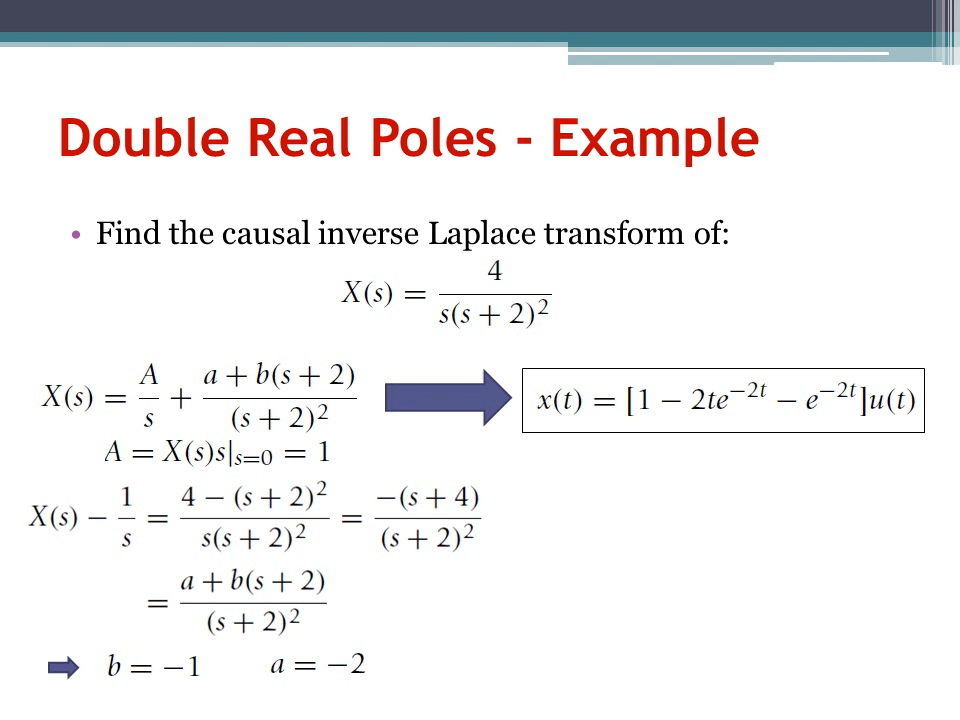 Double Real Poles - Example
• Find the causal inverse Laplace transform of:
X(s) = 4 / s(s + 2)²
X(s) = A/s + a + b(s + 2) / (s + 2)²
x(t) = [1 − 2te⁻²ᵗ − e⁻²ᵗ]u(t)
A = X(s)s|ₛ₌₀ = 1
X(s) − 1/s = 4 − (s + 2)² / s(s + 2)² = −(s + 4) / (s + 2)²
= a + b(s + 2) / (s + 2)²
b = −1 a = −2